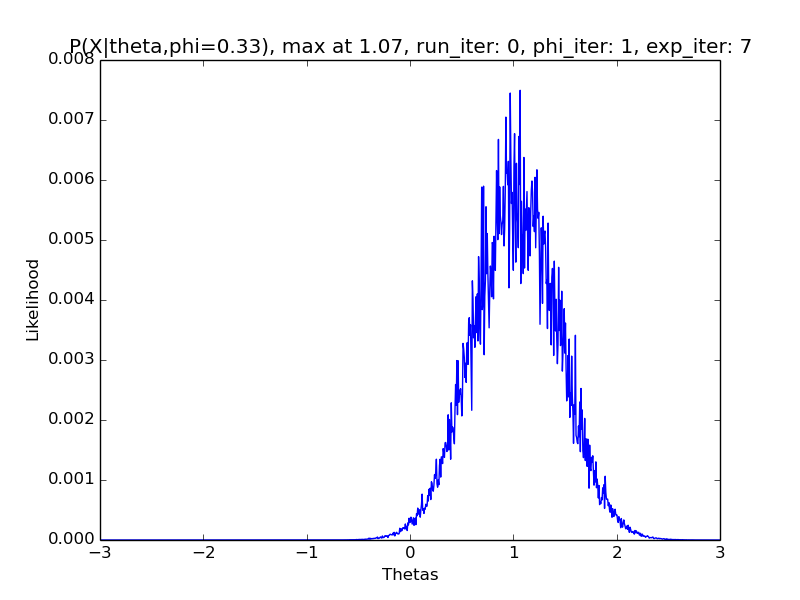 P(X|theta,phi=0.33), max at 1.07, run_iter: 0, phi_iter: 1, exp_iter: 7
0.008
0.007
0.006
0.005
0.004
0.003
0.002
0.001
0.000
Likelihood
−3 −2 −1 0 1 2 3
Thetas